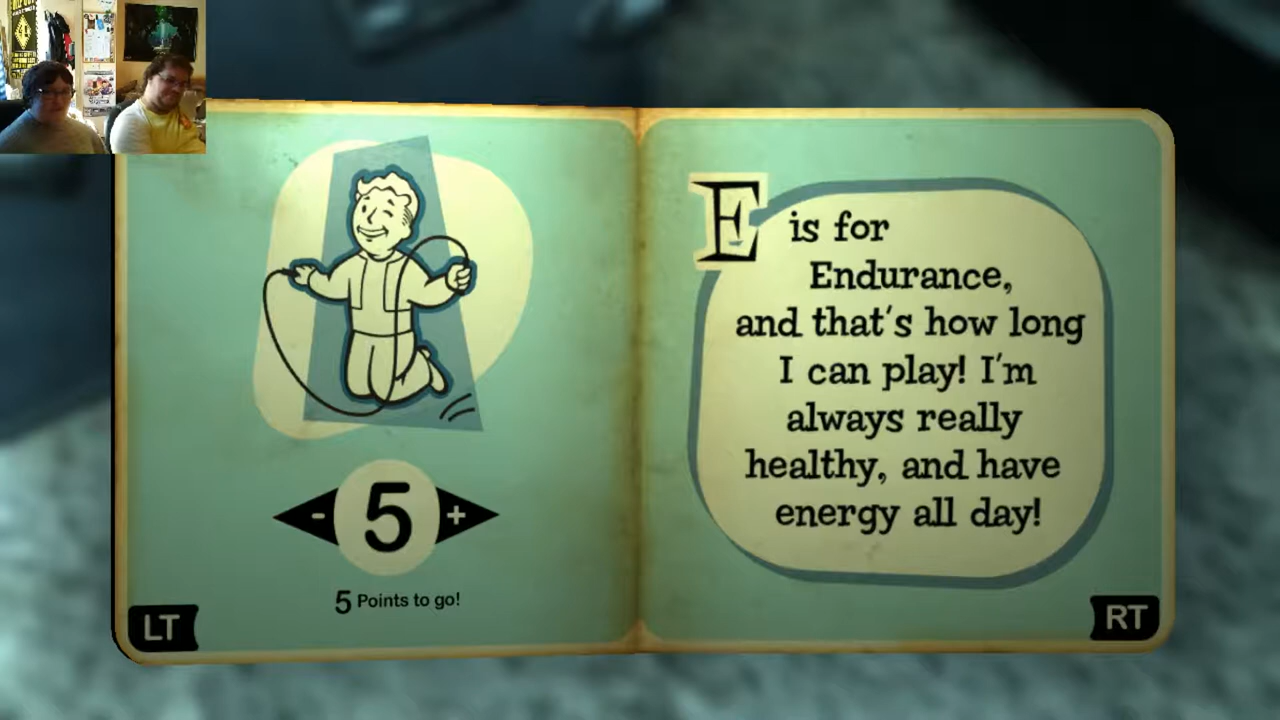 E is for
Endurance,
and that's how long
I can play! I'm
always really
healthy, and have
energy all day!
- 5 +
5 Points to go!
LT
RT